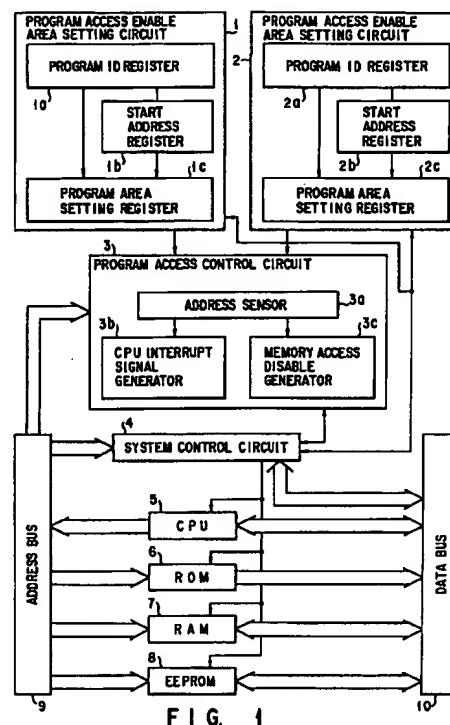 PROGRAM ACCESS ENABLE
AREA SETTING CIRCUIT
1
PROGRAM ID REGISTER
1a
START
ADDRESS
REGISTER
1b
1c
PROGRAM AREA
SETTING REGISTER
PROGRAM ACCESS ENABLE
AREA SETTING CIRCUIT
2
PROGRAM ID REGISTER
2a
START
ADDRESS
REGISTER
2b
2c
PROGRAM AREA
SETTING REGISTER
3
PROGRAM ACCESS CONTROL CIRCUIT
ADDRESS SENSOR
3a
3b
CPU INTERRUPT
SIGNAL
GENERATOR
3c
MEMORY ACCESS
DISABLE
GENERATOR
4
SYSTEM CONTROL CIRCUIT
5
CPU
6
ROM
7
RAM
8
EEPROM
ADDRESS BUS
9
DATA BUS
10
FIG. 1